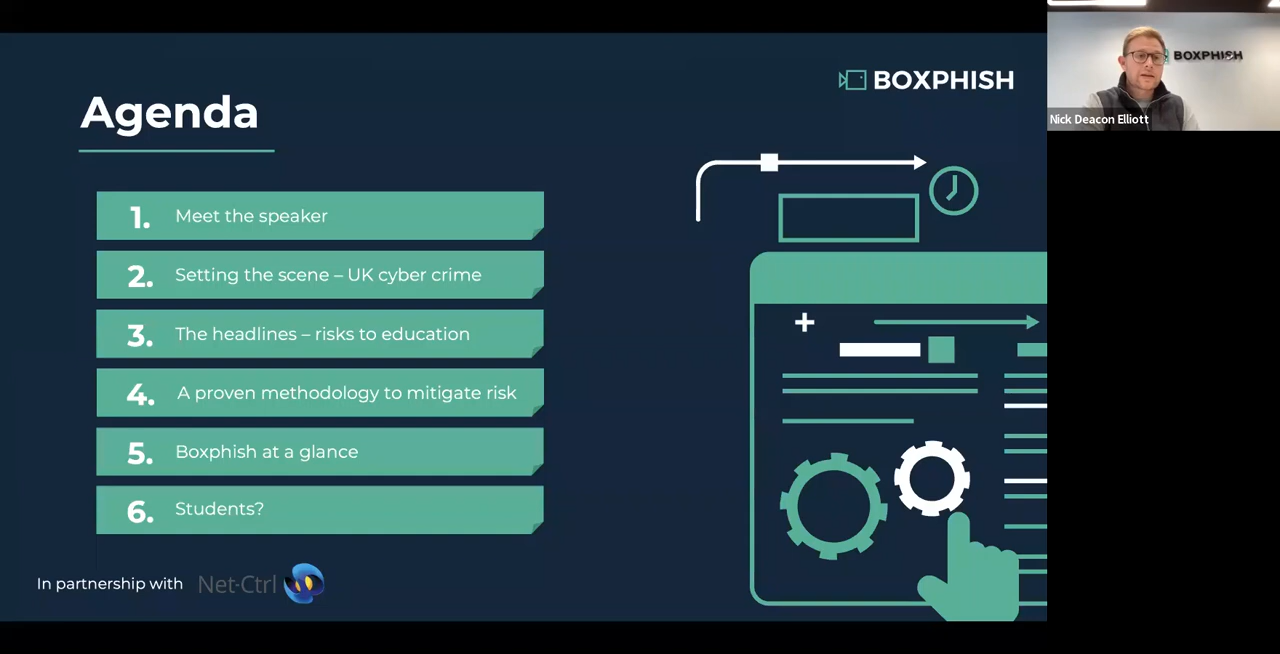 Agenda
BOXPHISH
1. Meet the speaker
2. Setting the scene – UK cyber crime
3. The headlines – risks to education
4. A proven methodology to mitigate risk
5. Boxphish at a glance
6. Students?
In partnership with Net-Ctrl
BOXPHISH
Nick Deacon Elliott